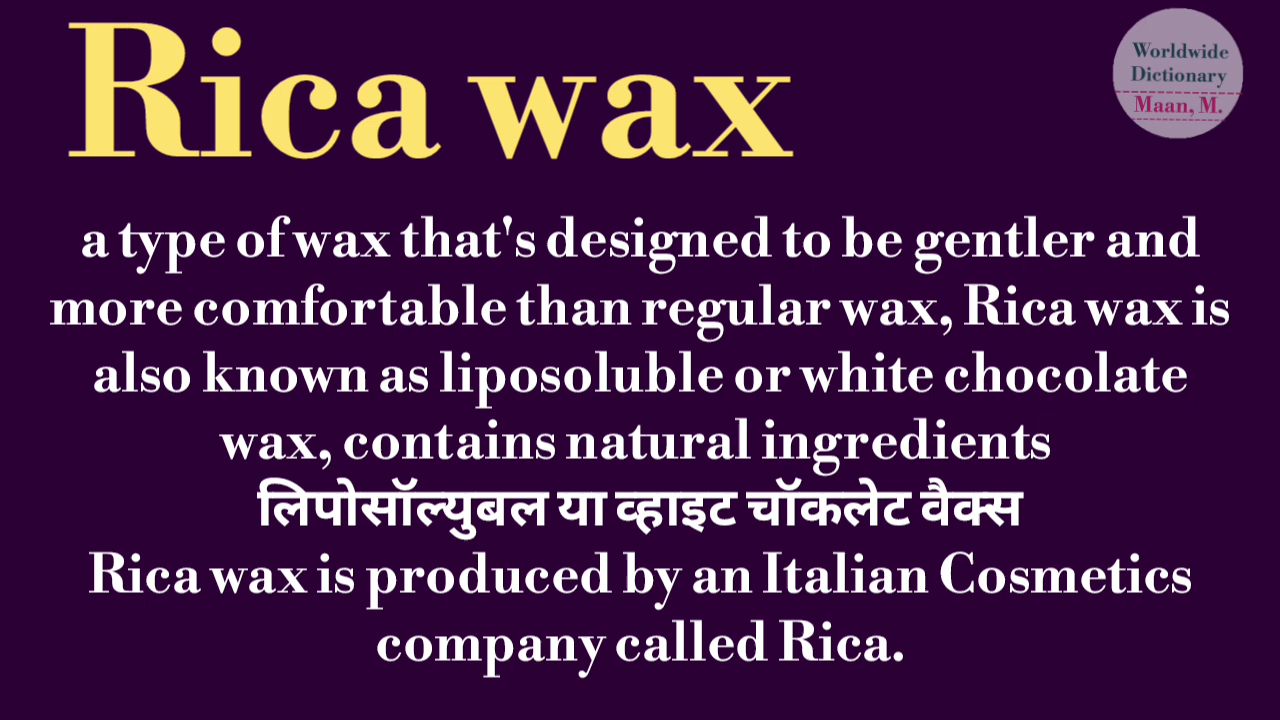 Rica wax
Worldwide
Dictionary
Maan, M.
a type of wax that's designed to be gentler and
more comfortable than regular wax, Rica wax is
also known as liposoluble or white chocolate
wax, contains natural ingredients
लिपोसॉल्युबल या व्हाइट चॉकलेट वैक्स
Rica wax is produced by an Italian Cosmetics
company called Rica.